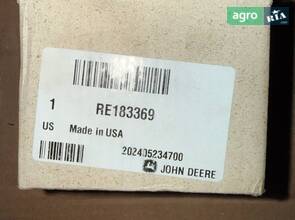 agro RIA
1 RE183369
US Made in USA
202405234700
JOHN DEERE